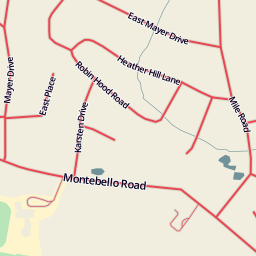 East Mayer Drive
Heather Hill Lane
Mayer Drive
East Place
Robin Hood Road
Mile Road
Karsten Drive
Montebello Road